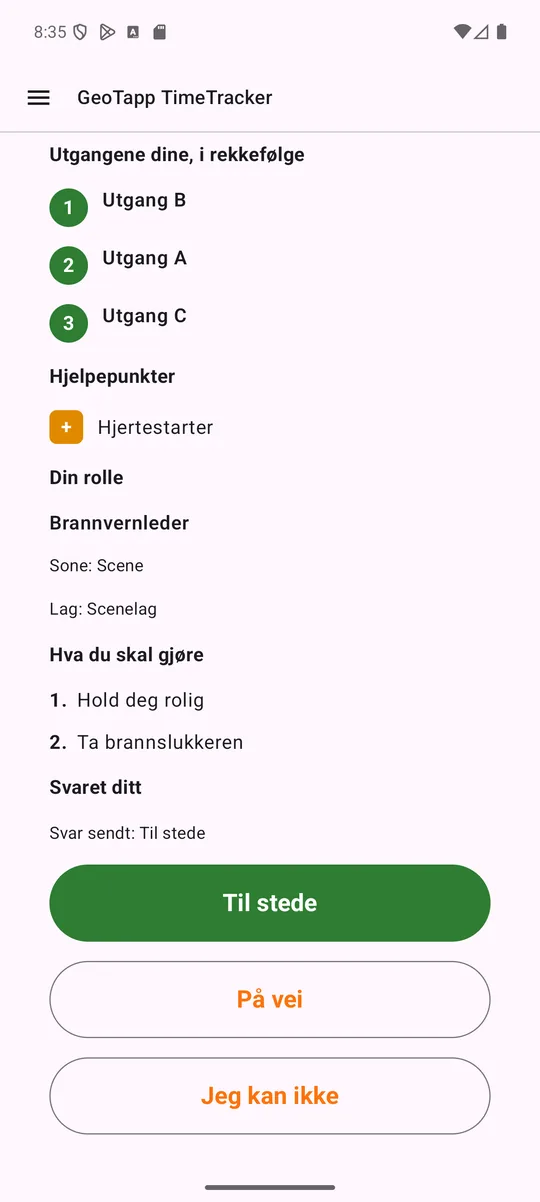 8:35
GeoTapp TimeTracker
Utgangene dine, i rekkefølge
1 Utgang B
2 Utgang A
3 Utgang C
Hjelpepunkter
+ Hjertestarter
Din rolle
Brannvernleder
Sone: Scene
Lag: Scenelag
Hva du skal gjøre
1. Hold deg rolig
2. Ta brannslukkeren
Svaret ditt
Svar sendt: Til stede
Til stede
På vei
Jeg kan ikke